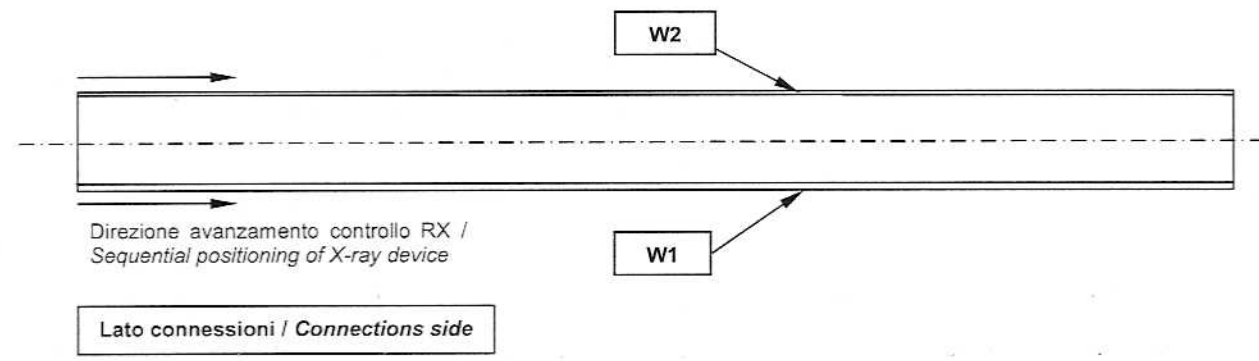 W2
Direzione avanzamento controllo RX /
Sequential positioning of X-ray device
W1
Lato connessioni / Connections side